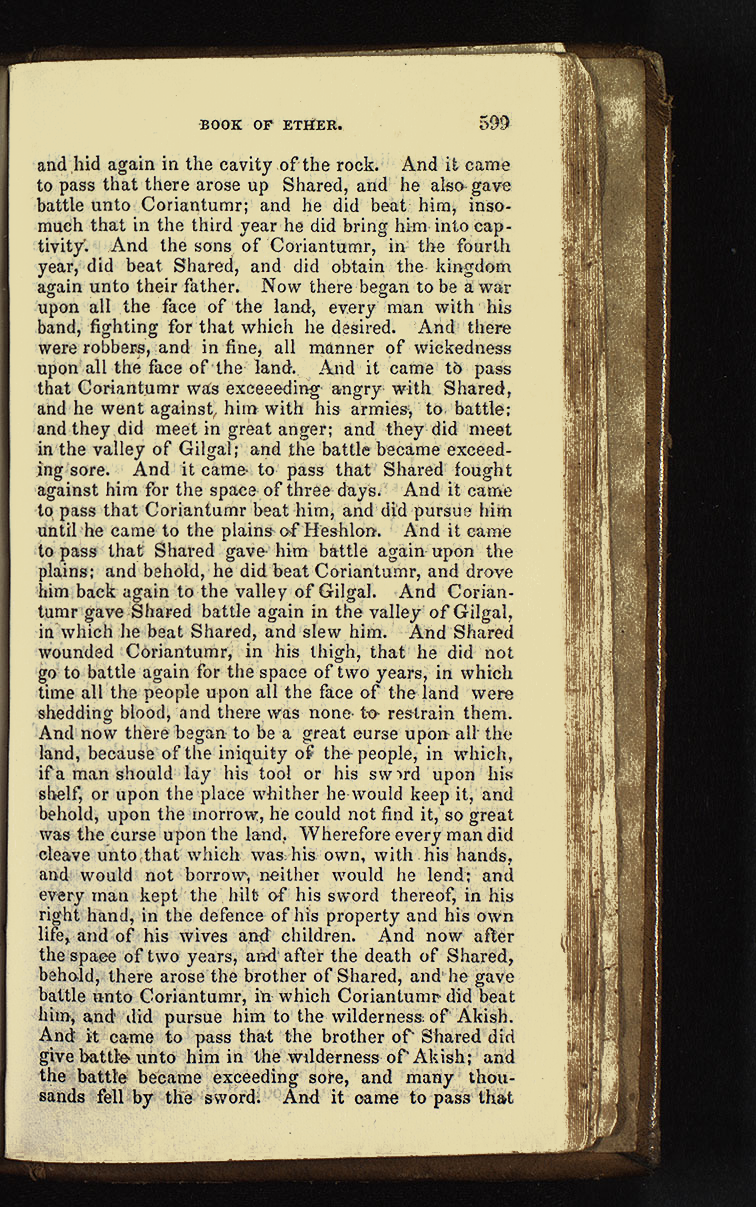 BOOK OF ETHER. 599
and hid again in the cavity of the rock. And it came
to pass that there arose up Shared, and he also gave
battle unto Coriantumr; and he did beat him, inso-
much that in the third year he did bring him into cap-
tivity. And the sons of Coriantumr, in the fourth
year, did beat Shared, and did obtain the kingdom
again unto their father. Now there began to be a war
upon all the face of the land, every man with his
band, fighting for that which he desired. And there
were robbers, and in fine, all manner of wickedness
upon all the face of the land. And it came to pass
that Coriantumr was exceeeding angry with Shared,
and he went against him with his armies, to battle;
and they did meet in great anger; and they did meet
in the valley of Gilgal; and the battle became exceed-
ing sore. And it came to pass that Shared fought
against him for the space of three days. And it came
to pass that Coriantumr beat him, and did pursue him
until he came to the plains of Heshlon. And it came
to pass that Shared gave him battle again upon the
plains; and behold, he did beat Coriantumr, and drove
him back again to the valley of Gilgal. And Corian-
tumr gave Shared battle again in the valley of Gilgal,
in which he beat Shared, and slew him. And Shared
wounded Coriantumr, in his thigh, that he did not
go to battle again for the space of two years, in which
time all the people upon all the face of the land were
shedding blood, and there was none to restrain them.
And now there began to be a great curse upon all the
land, because of the iniquity of the people, in which,
if a man should lay his tool or his sword upon his
shelf, or upon the place whither he would keep it, and
behold, upon the morrow, he could not find it, so great
was the curse upon the land. Wherefore every man did
cleave unto that which was his own, with his hands,
and would not borrow, neither would he lend; and
every man kept the hilt of his sword thereof, in his
right hand, in the defence of his property and his own
life, and of his wives and children. And now after
the space of two years, and after the death of Shared,
behold, there arose the brother of Shared, and he gave
battle unto Coriantumr, in which Coriantumr did beat
him, and did pursue him to the wilderness of Akish.
And it came to pass that the brother of Shared did
give battle unto him in the wilderness of Akish; and
the battle became exceeding sore, and many thou-
sands fell by the sword. And it came to pass that